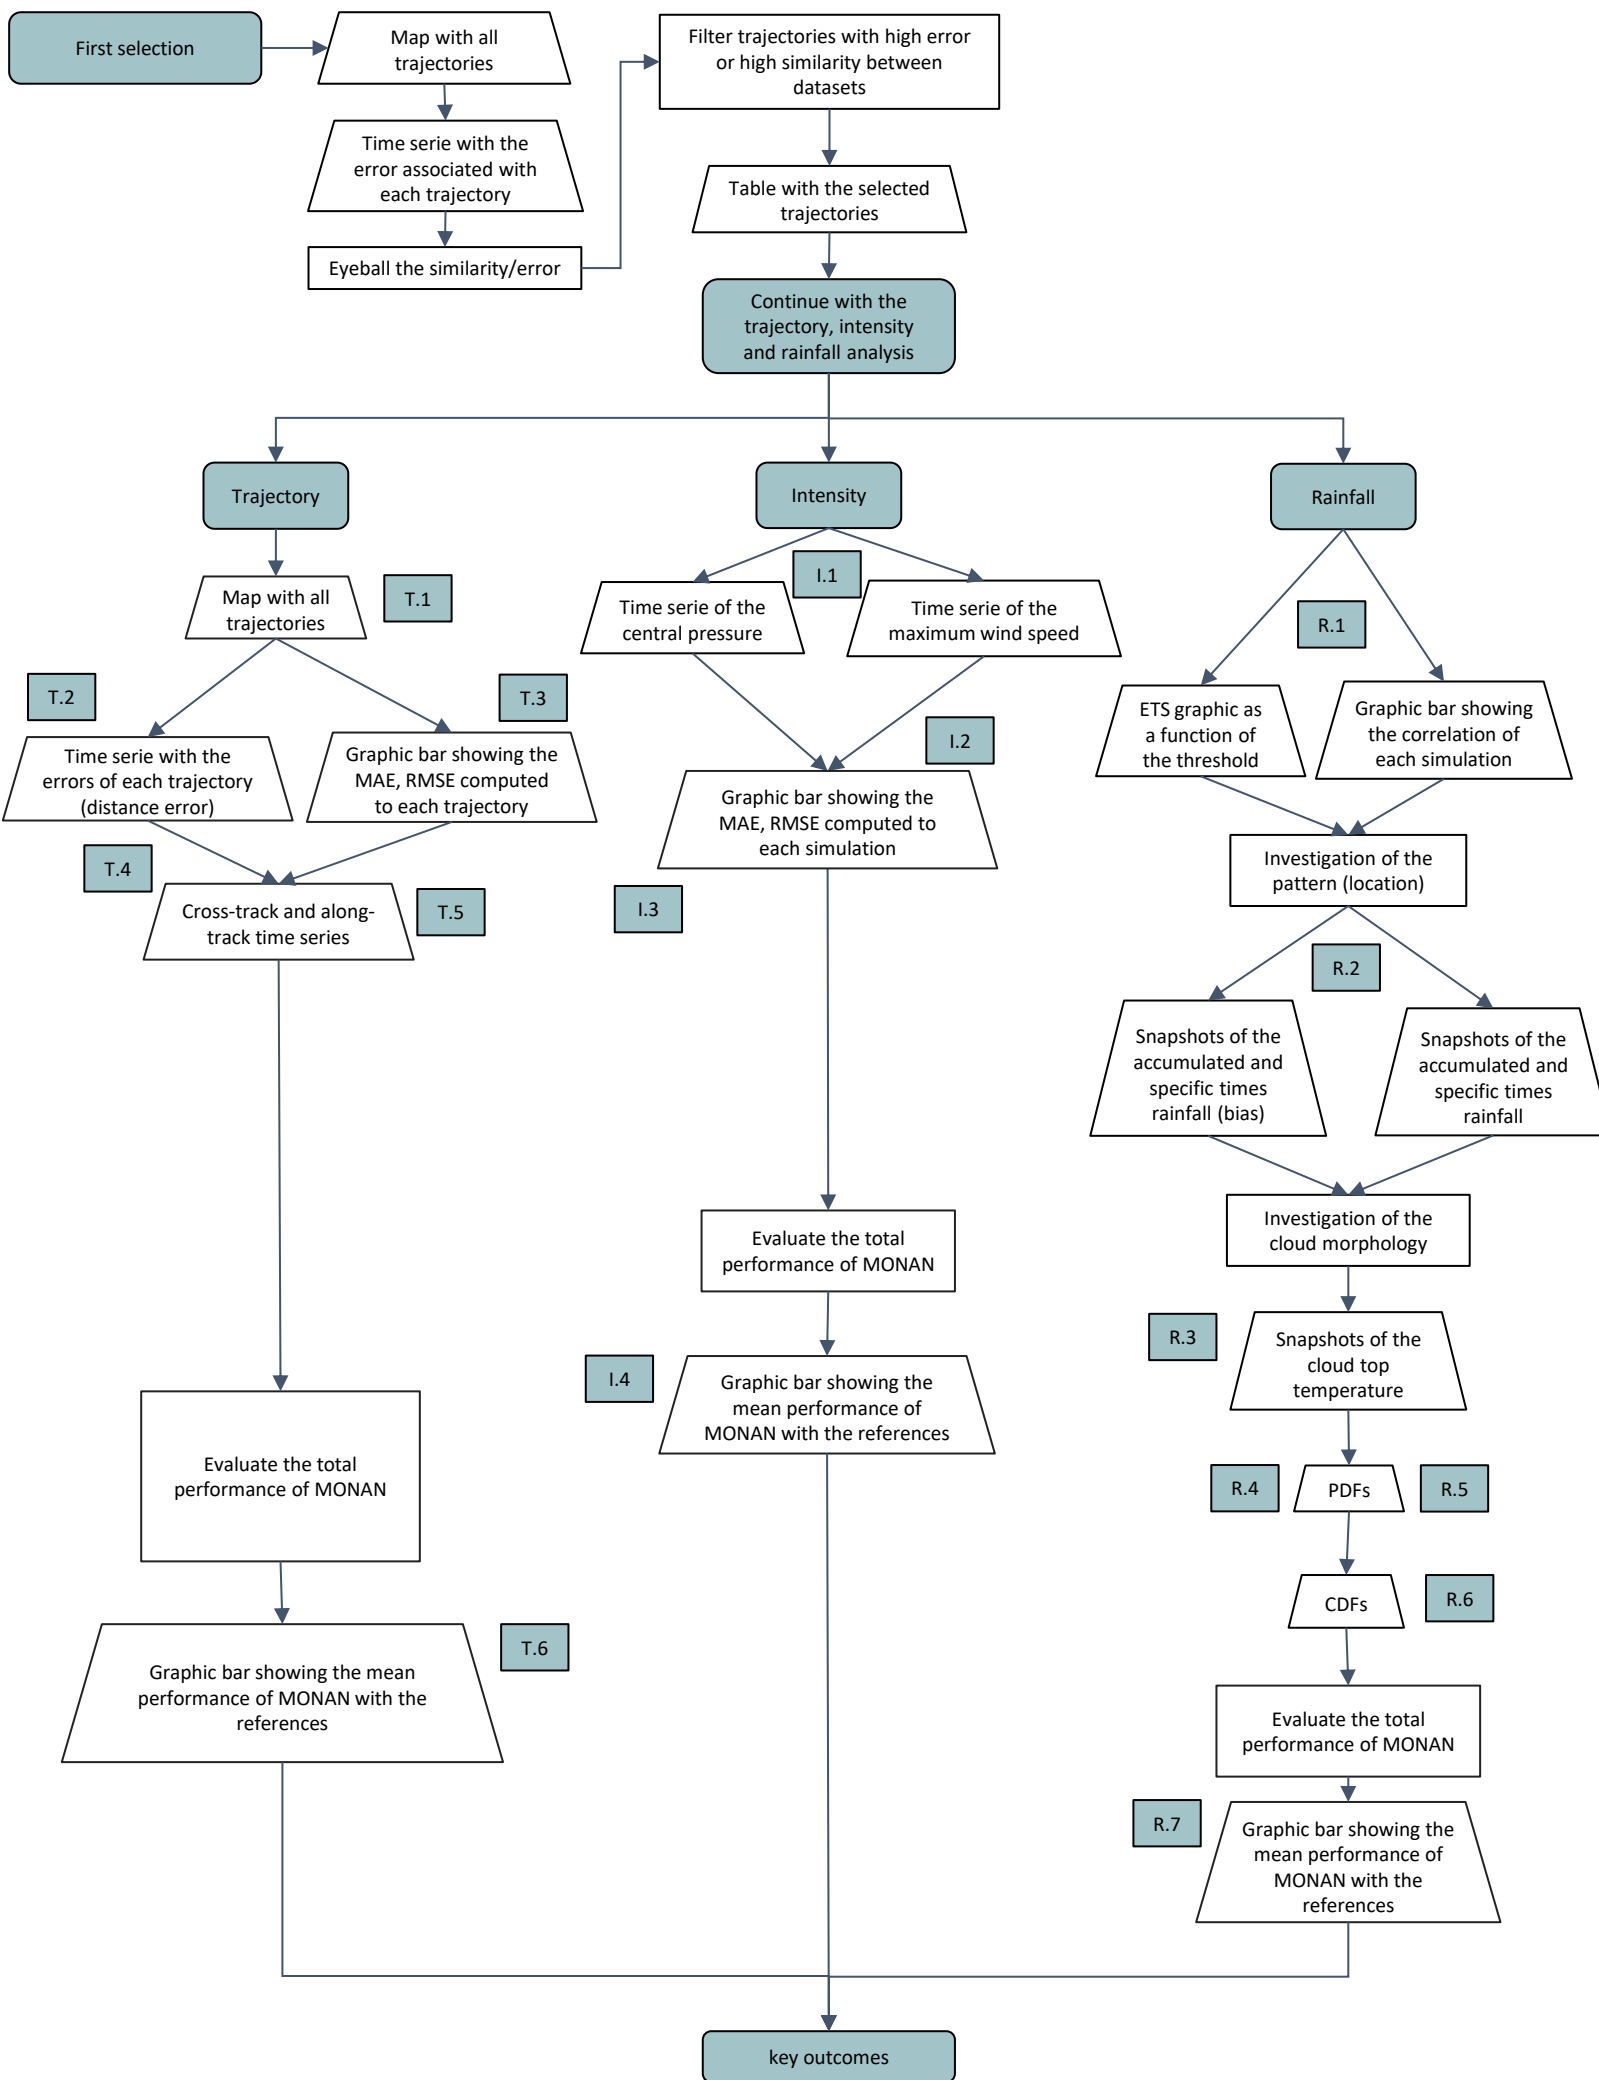 First selection
Map with all
trajectories
Time serie with the
error associated with
each trajectory
Eyeball the similarity/error
Filter trajectories with high error
or high similarity between
datasets
Table with the selected
trajectories
Continue with the
trajectory, intensity
and rainfall analysis
Trajectory
Map with all
trajectories
T.1
T.2
T.3
Time serie with the
errors of each trajectory
(distance error)
Graphic bar showing the
MAE, RMSE computed
to each trajectory
T.4
Cross-track and along-
track time series
T.5
Evaluate the total
performance of MONAN
T.6
Graphic bar showing the mean
performance of MONAN with the
references
Intensity
I.1
Time serie of the
central pressure
Time serie of the
maximum wind speed
I.2
Graphic bar showing the
MAE, RMSE computed to
each simulation
I.3
Evaluate the total
performance of MONAN
I.4
Graphic bar showing the
mean performance of
MONAN with the references
Rainfall
R.1
ETS graphic as
a function of
the threshold
Graphic bar showing
the correlation of
each simulation
Investigation of the
pattern (location)
R.2
Snapshots of the
accumulated and
specific times
rainfall (bias)
Snapshots of the
accumulated and
specific times
rainfall
Investigation of the
cloud morphology
R.3
Snapshots of the
cloud top
temperature
R.4
PDFs
R.5
CDFs
R.6
Evaluate the total
performance of MONAN
R.7
Graphic bar showing the
mean performance of
MONAN with the
references
key outcomes